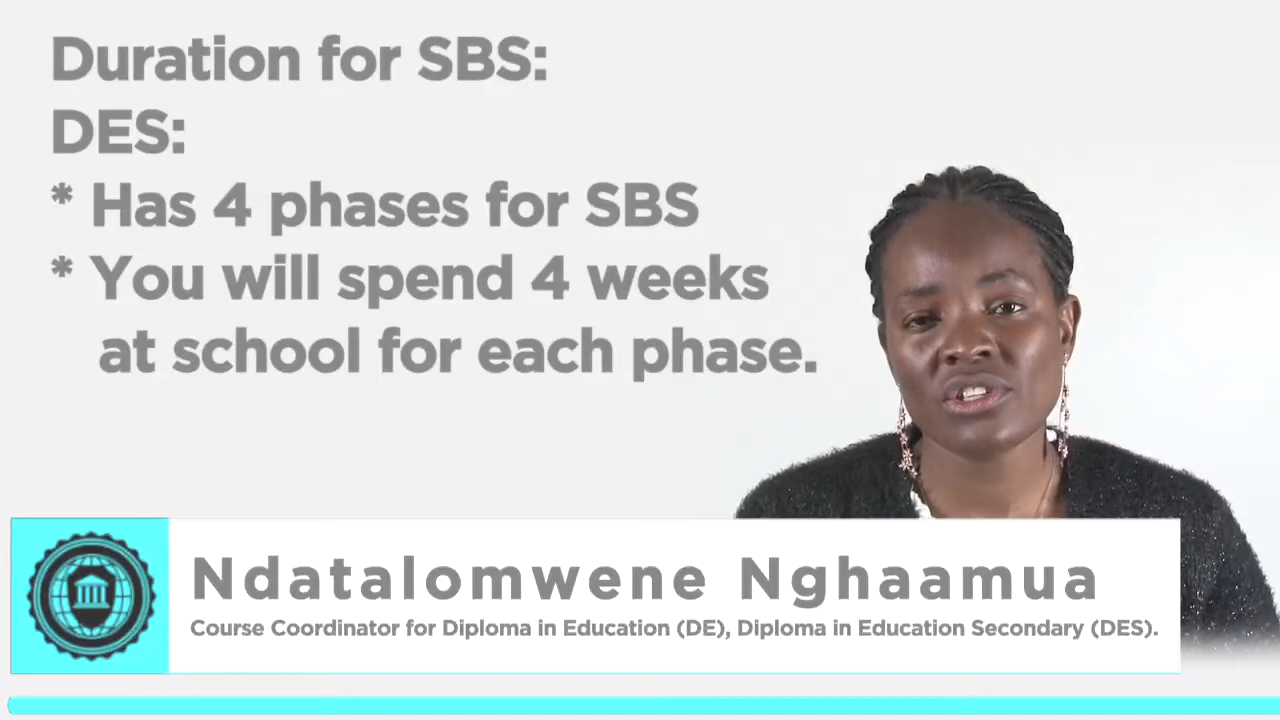 Duration for SBS:
DES:
* Has 4 phases for SBS
* You will spend 4 weeks
at school for each phase.
Ndatalomwene Nghaamua
Course Coordinator for Diploma in Education (DE), Diploma in Education Secondary (DES).